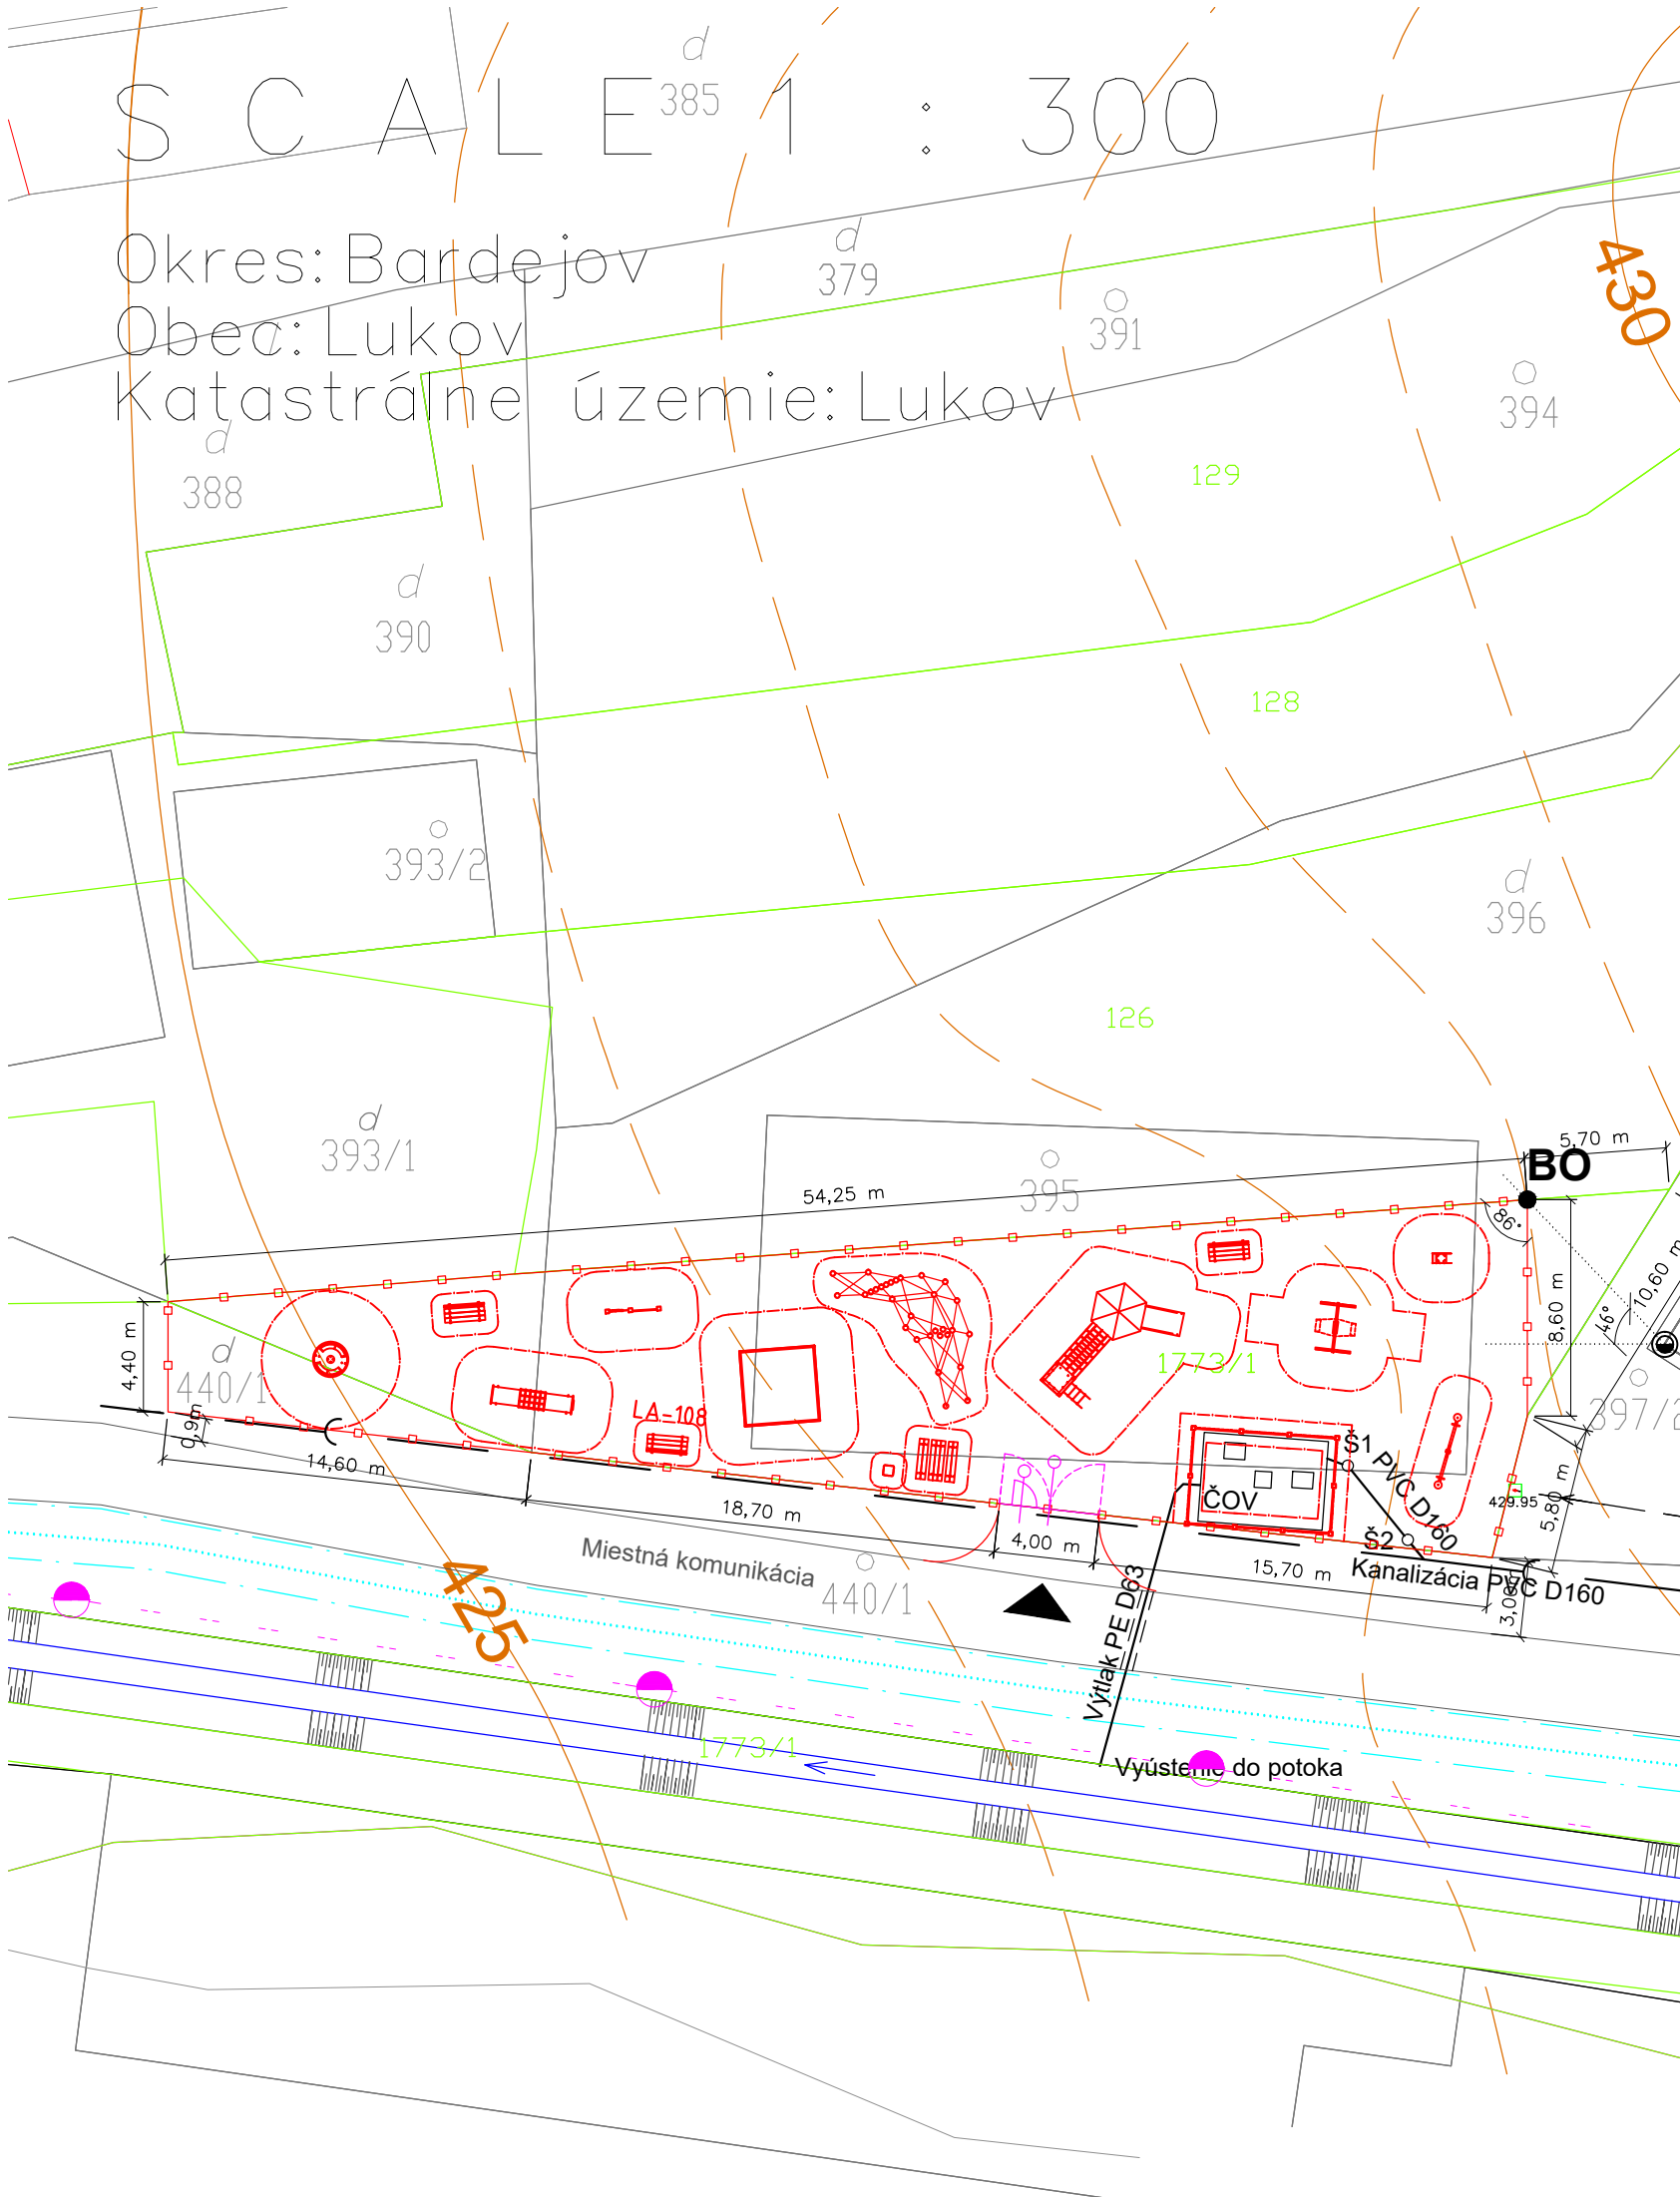 d
385
S C A L E 1 : 300
d
379
Okres: Bardejov
430
391
Obec: Lukov
Katastrálne územie: Lukov
394
d
388
129
d
390
128
393/2
d
396
126
d
393/1
5,70 m
BO
54,25 m
395
86°
10,60 m
8,60 m
46°
4,40 m
d
440/1
1773/1
397/2
LA-108
0,9m
Š1
PVC D160
14,60 m
ČOV
429.95
5,80 m
18,70 m
4,00 m
Š2
Miestna komunikácia
15,70 m
Kanalizácia PVC D160
440/1
3,00m
425
Výtlak PE D63
1773/1
Vyústenie do potoka